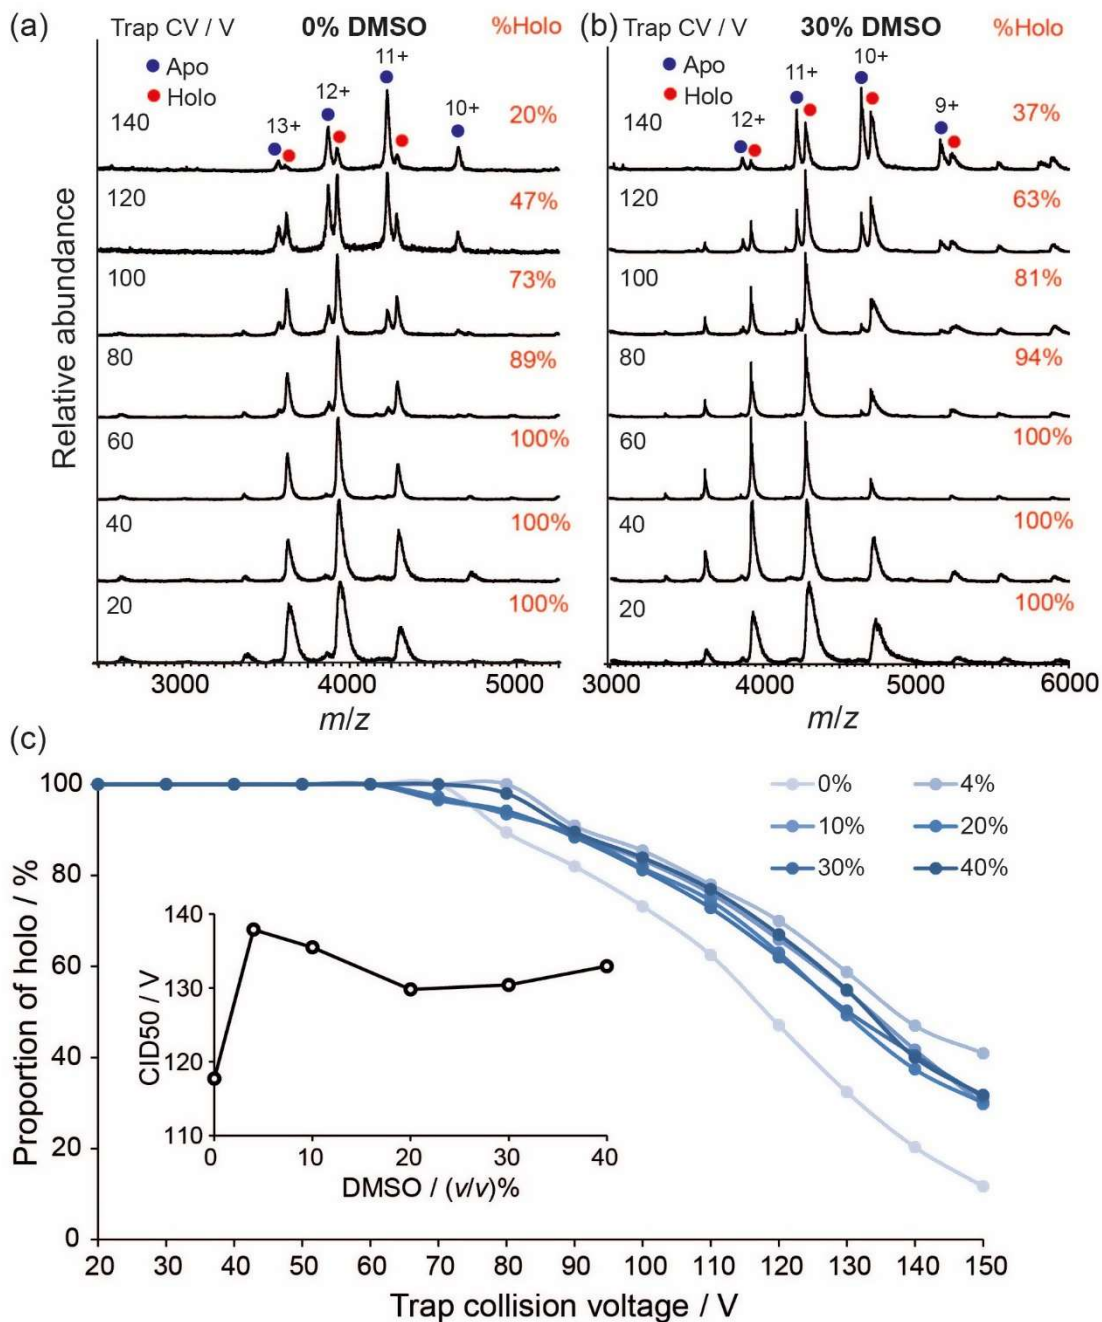 (a) Trap CV / V 0% DMSO %Holo
Apo
Holo
13+ 12+ 11+ 10+
140 20%
120 47%
100 73%
80 89%
60 100%
40 100%
20 100%
Relative abundance
3000 4000 5000
m/z
(b) Trap CV / V 30% DMSO %Holo
Apo
Holo
12+ 11+ 10+ 9+
140 37%
120 63%
100 81%
80 94%
60 100%
40 100%
20 100%
3000 4000 5000 6000
m/z
(c)
Proportion of holo / %
100
80
60
40
20
0
0% 4%
10% 20%
30% 40%
CID50 / V
140
130
120
110
0 10 20 30 40
DMSO / (v/v)%
20 30 40 50 60 70 80 90 100 110 120 130 140 150
Trap collision voltage / V